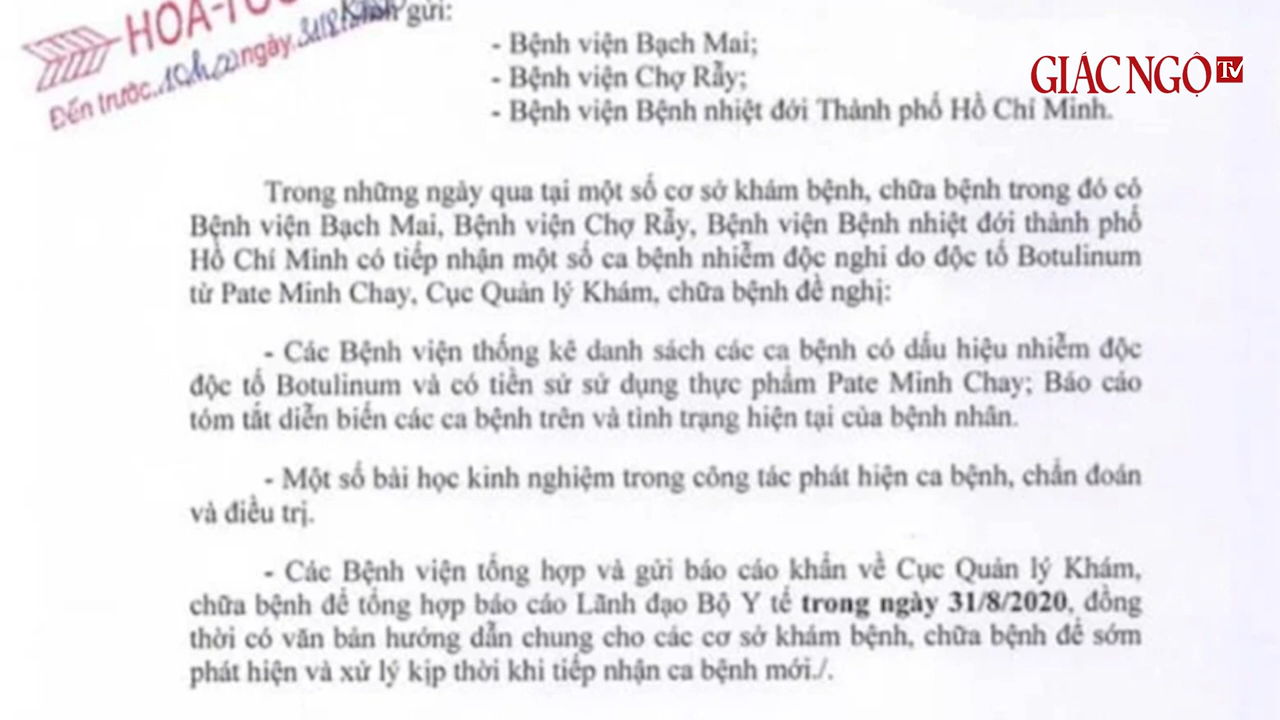 HỎA-TỐC
Đến trước 10h00 ngày 31/8/
Kính gửi:
- Bệnh viện Bạch Mai;
- Bệnh viện Chợ Rẫy;
- Bệnh viện Bệnh nhiệt đới Thành phố Hồ Chí Minh.
GIÁC NGỘ TV
Trong những ngày qua tại một số cơ sở khám bệnh, chữa bệnh trong đó có
Bệnh viện Bạch Mai, Bệnh viện Chợ Rẫy, Bệnh viện Bệnh nhiệt đới thành phố
Hồ Chí Minh có tiếp nhận một số ca bệnh nhiễm độc nghi do độc tố Botulinum
từ Pate Minh Chay, Cục Quản lý Khám, chữa bệnh đề nghị:
- Các Bệnh viện thống kê danh sách các ca bệnh có dấu hiệu nhiễm độc
độc tố Botulinum và có tiền sử sử dụng thực phẩm Pate Minh Chay; Báo cáo
tóm tắt diễn biến các ca bệnh trên và tình trạng hiện tại của bệnh nhân.
- Một số bài học kinh nghiệm trong công tác phát hiện ca bệnh, chẩn đoán
và điều trị.
- Các Bệnh viện tổng hợp và gửi báo cáo khẩn về Cục Quản lý Khám,
chữa bệnh để tổng hợp báo cáo Lãnh đạo Bộ Y tế trong ngày 31/8/2020, đồng
thời có văn bản hướng dẫn chung cho các cơ sở khám bệnh, chữa bệnh để sớm
phát hiện và xử lý kịp thời khi tiếp nhận ca bệnh mới./.